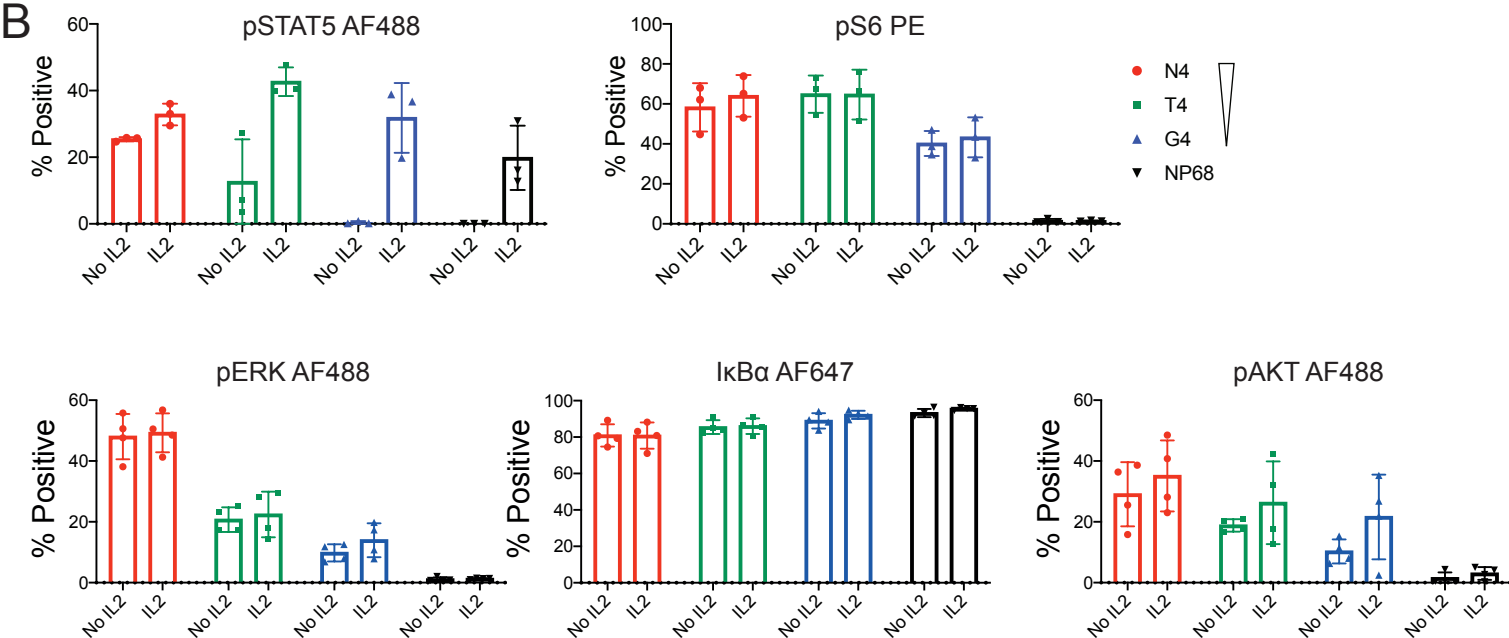 B
pSTAT5 AF488
% Positive
60
40
20
0
No IL2 IL2 No IL2 IL2 No IL2 IL2 No IL2 IL2
pS6 PE
% Positive
100
80
60
40
20
0
No IL2 IL2 No IL2 IL2 No IL2 IL2 No IL2 IL2
N4
T4
G4
NP68
pERK AF488
% Positive
60
40
20
0
No IL2 IL2 No IL2 IL2 No IL2 IL2 No IL2 IL2
IκBα AF647
% Positive
100
80
60
40
20
0
No IL2 IL2 No IL2 IL2 No IL2 IL2 No IL2 IL2
pAKT AF488
% Positive
60
40
20
0
No IL2 IL2 No IL2 IL2 No IL2 IL2 No IL2 IL2